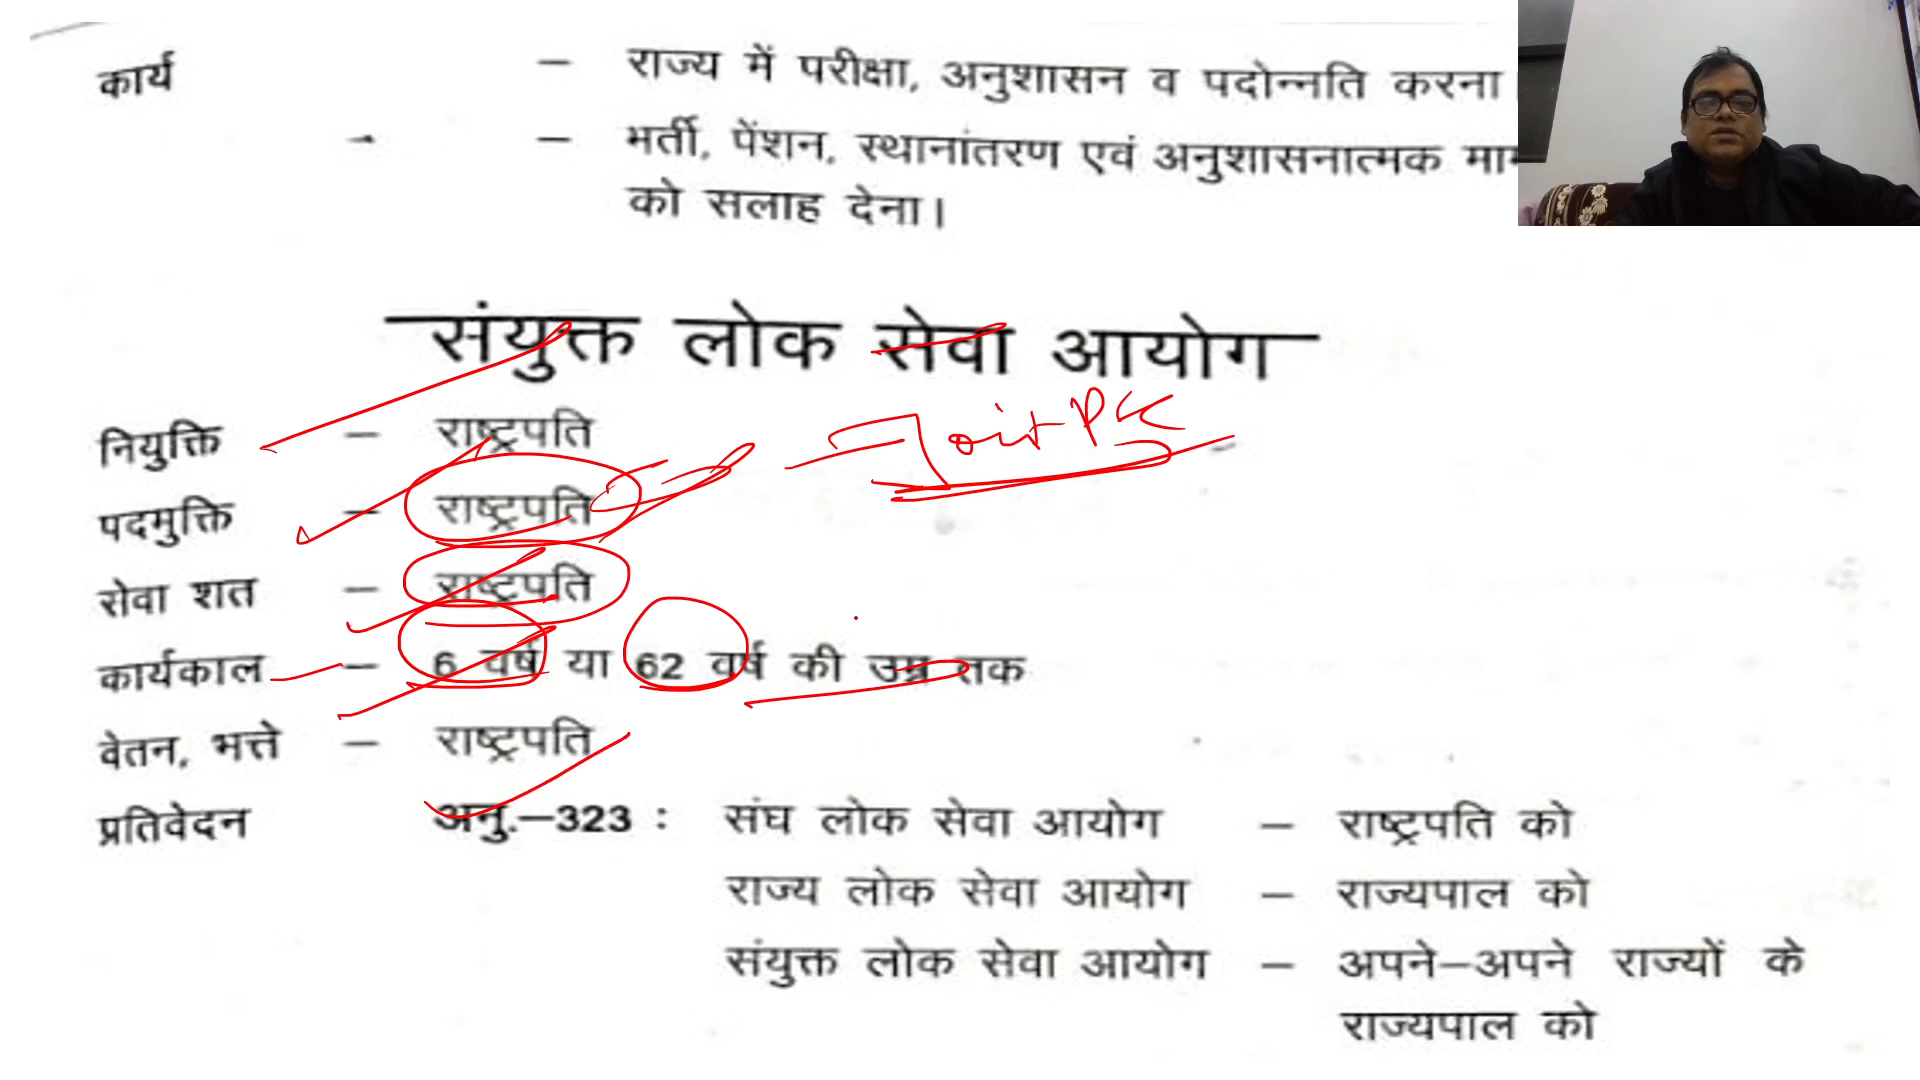 कार्य – राज्य में परीक्षा, अनुशासन व पदोन्नति करना
– भर्ती, पेंशन, स्थानांतरण एवं अनुशासनात्मक
को सलाह देना।
संयुक्त लोक सेवा आयोग
नियुक्ति – राष्ट्रपति
पदमुक्ति – राष्ट्रपति
रोवा शत – राष्ट्रपति
कार्यकाल – 6 वर्ष या 62 वर्ष की उम्र तक
वेतन, भत्ते – राष्ट्रपति
प्रतिवेदन अनु.–323 : संघ लोक सेवा आयोग – राष्ट्रपति को
राज्य लोक सेवा आयोग – राज्यपाल को
संयुक्त लोक सेवा आयोग – अपने–अपने राज्यों के
राज्यपाल को